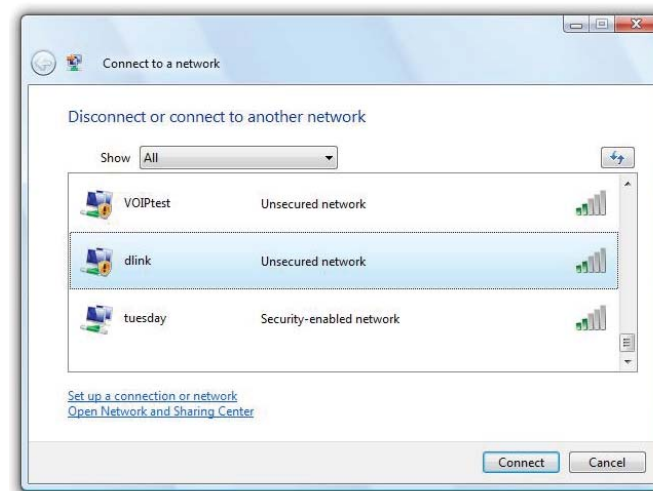 Connect to a network
Disconnect or connect to another network
Show All
VOIPtest Unsecured network
dlink Unsecured network
tuesday Security-enabled network
Set up a connection or network
Open Network and Sharing Center
Connect Cancel